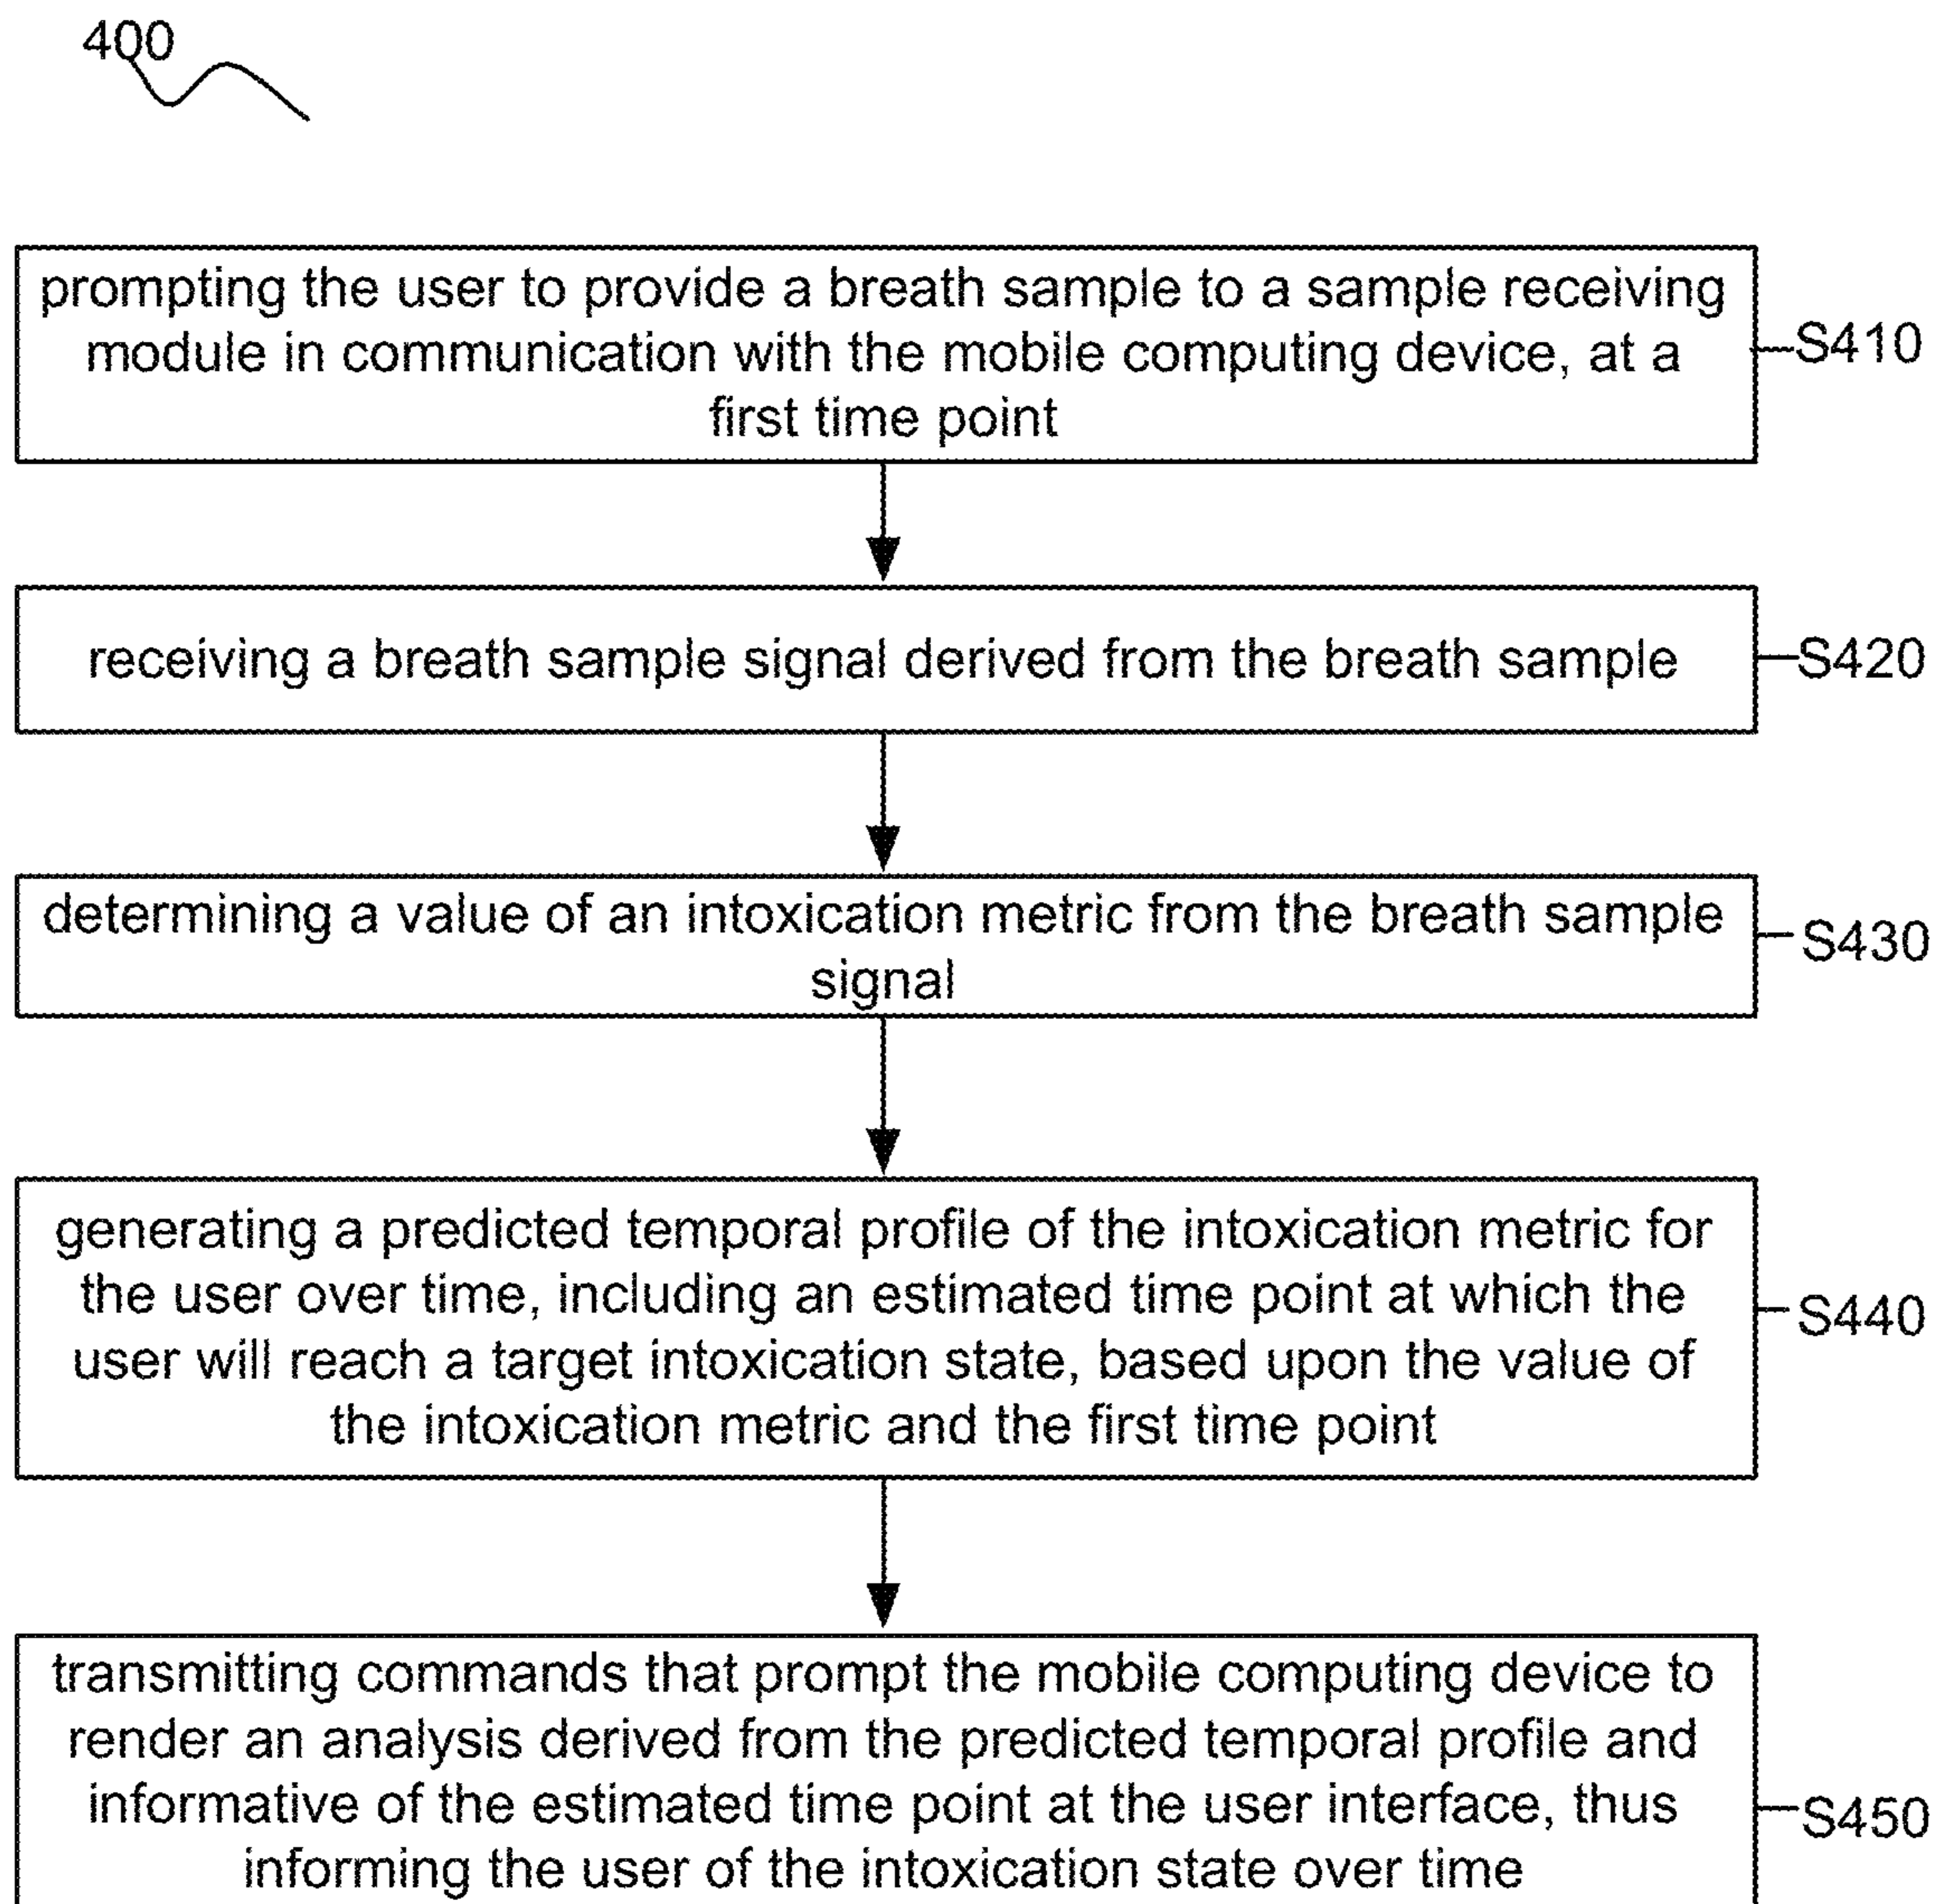 400
prompting the user to provide a breath sample to a sample receiving
module in communication with the mobile computing device, at a
first time point
S410
receiving a breath sample signal derived from the breath sample
S420
determining a value of an intoxication metric from the breath sample
signal
S430
generating a predicted temporal profile of the intoxication metric for
the user over time, including an estimated time point at which the
user will reach a target intoxication state, based upon the value of
the intoxication metric and the first time point
S440
transmitting commands that prompt the mobile computing device to
render an analysis derived from the predicted temporal profile and
informative of the estimated time point at the user interface, thus
informing the user of the intoxication state over time
S450